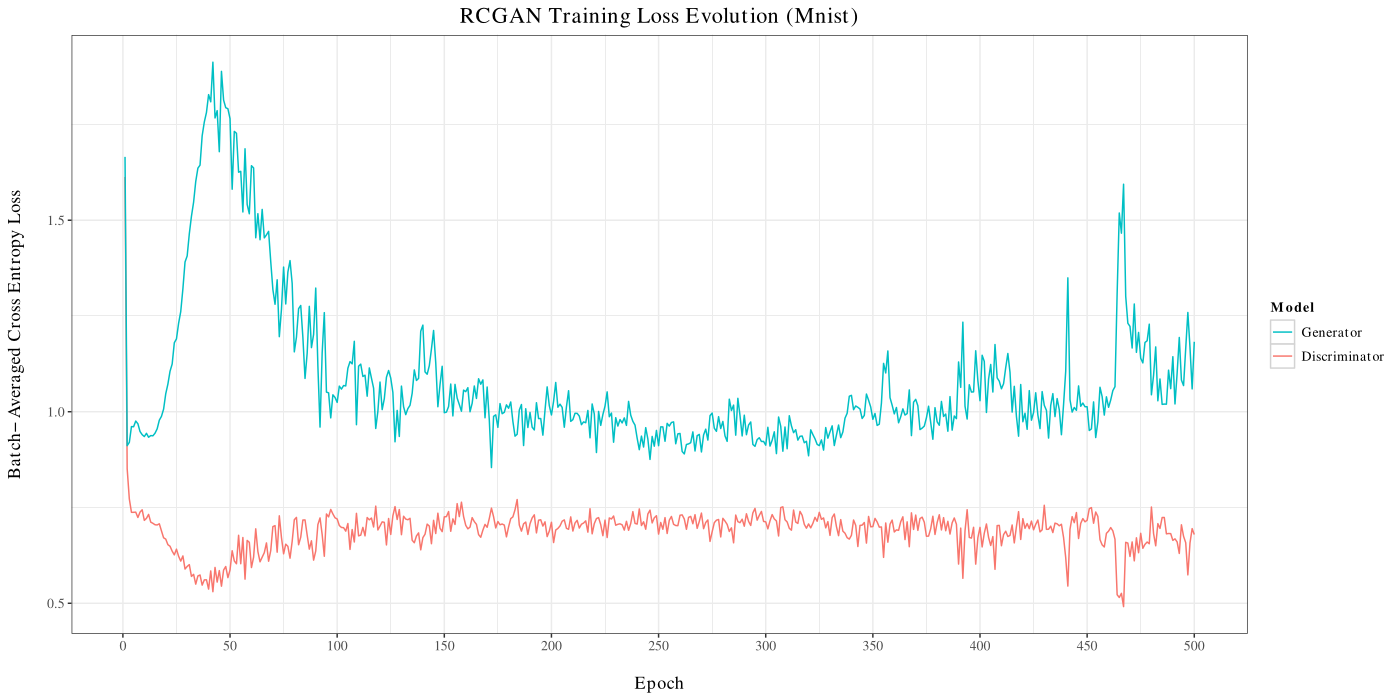 RCGAN Training Loss Evolution (Mnist)
Batch− Averaged Cross Entropy Loss
1.5
1.0
0.5
0 50 100 150 200 250 300 350 400 450 500
Epoch
Model
Generator
Discriminator